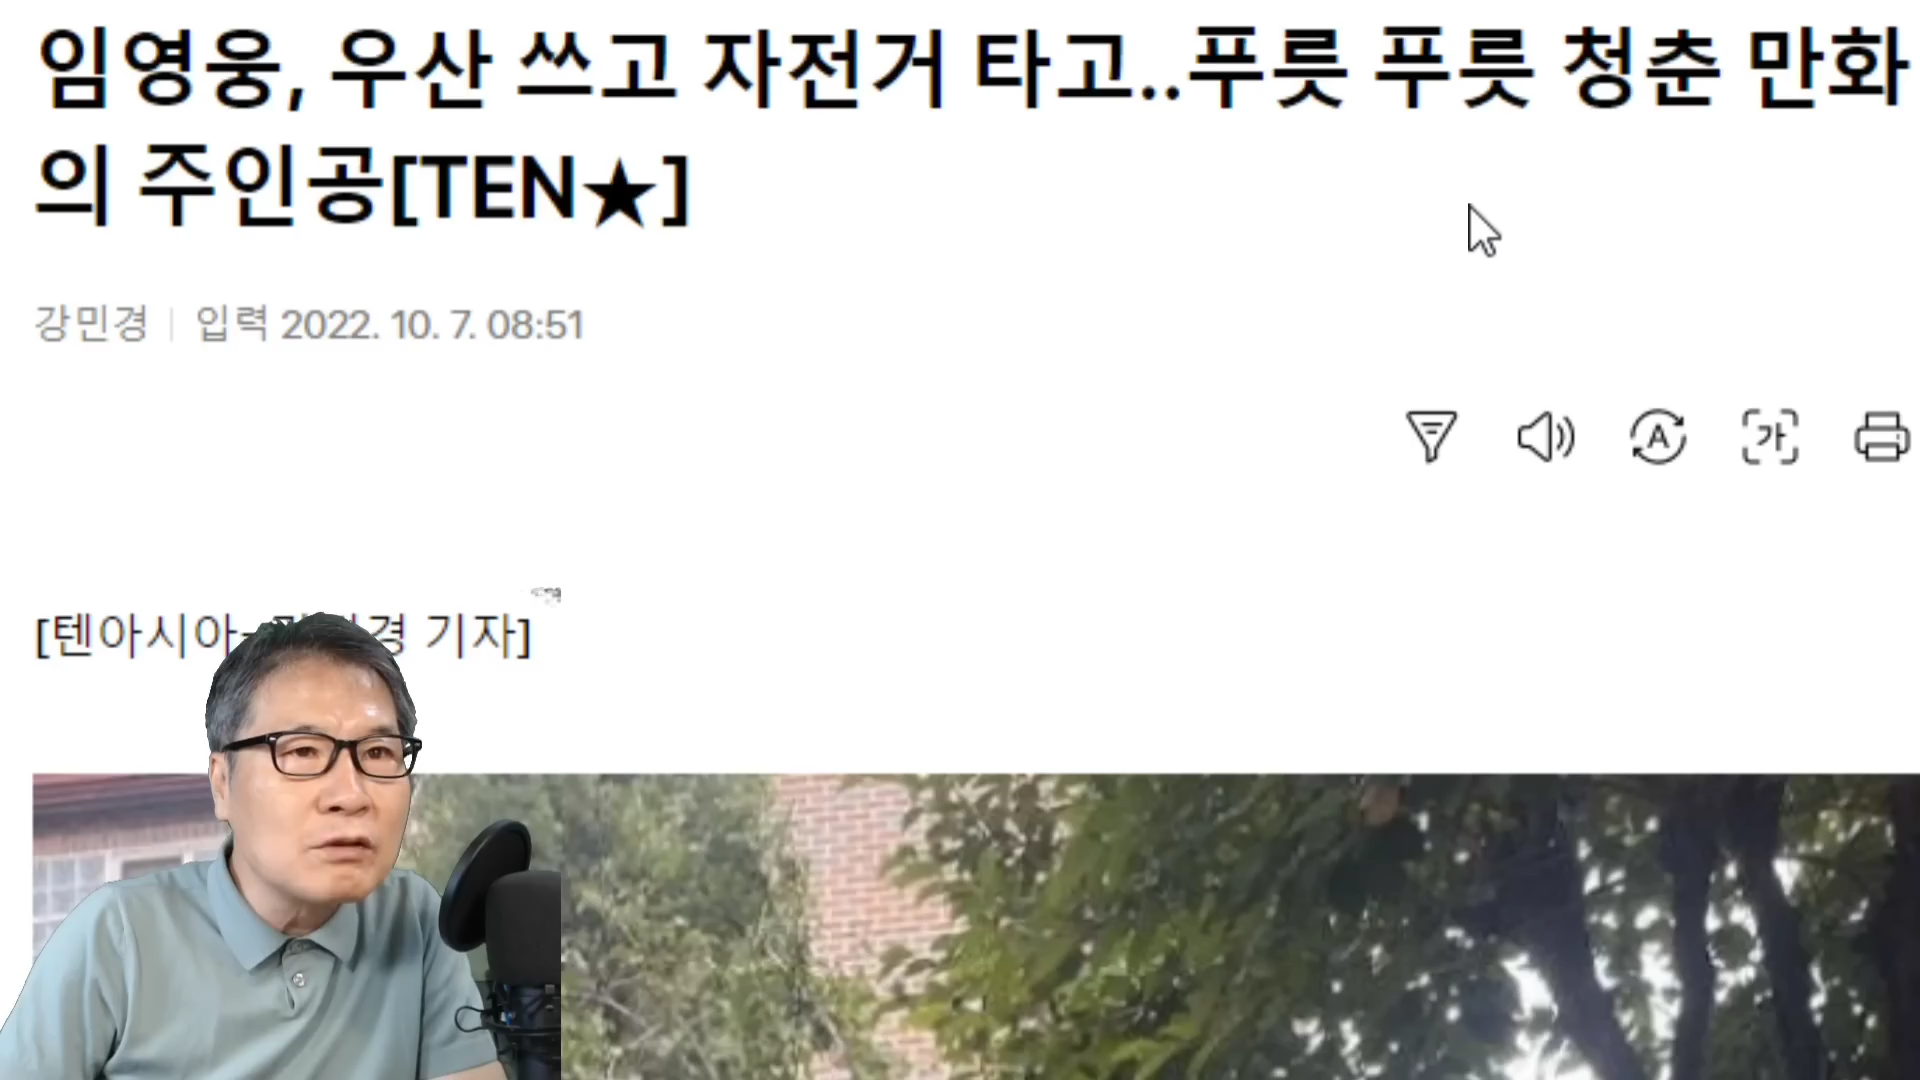 임영웅, 우산 쓰고 자전거 타고..푸릇 푸릇 청춘 만화
의 주인공[TEN★]
강민경 | 입력 2022. 10. 7. 08:51
A 가
[텐아시아= 경 기자]